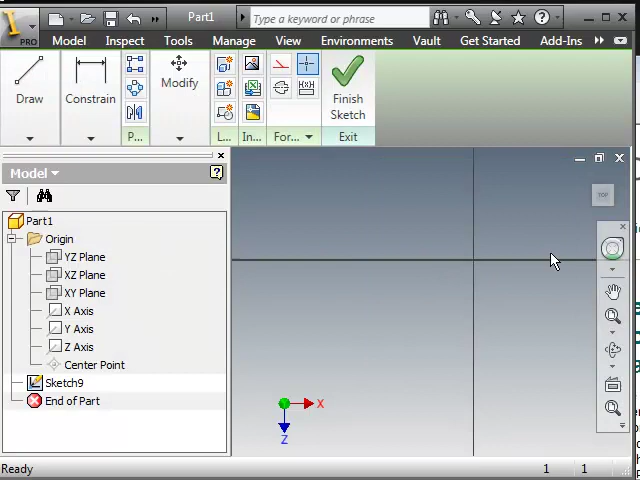 Part1
Type a keyword or phrase
PRO
Model
Inspect
Tools
Manage
View
Environments
Vault
Get Started
Add-Ins
Draw
Constrain
Modify
Finish
Sketch
P...
L...
In...
For...
Exit
Model
TOP
Part1
Origin
YZ Plane
XZ Plane
XY Plane
X Axis
Y Axis
Z Axis
Center Point
Sketch9
End of Part
X
Z
Ready
1
1